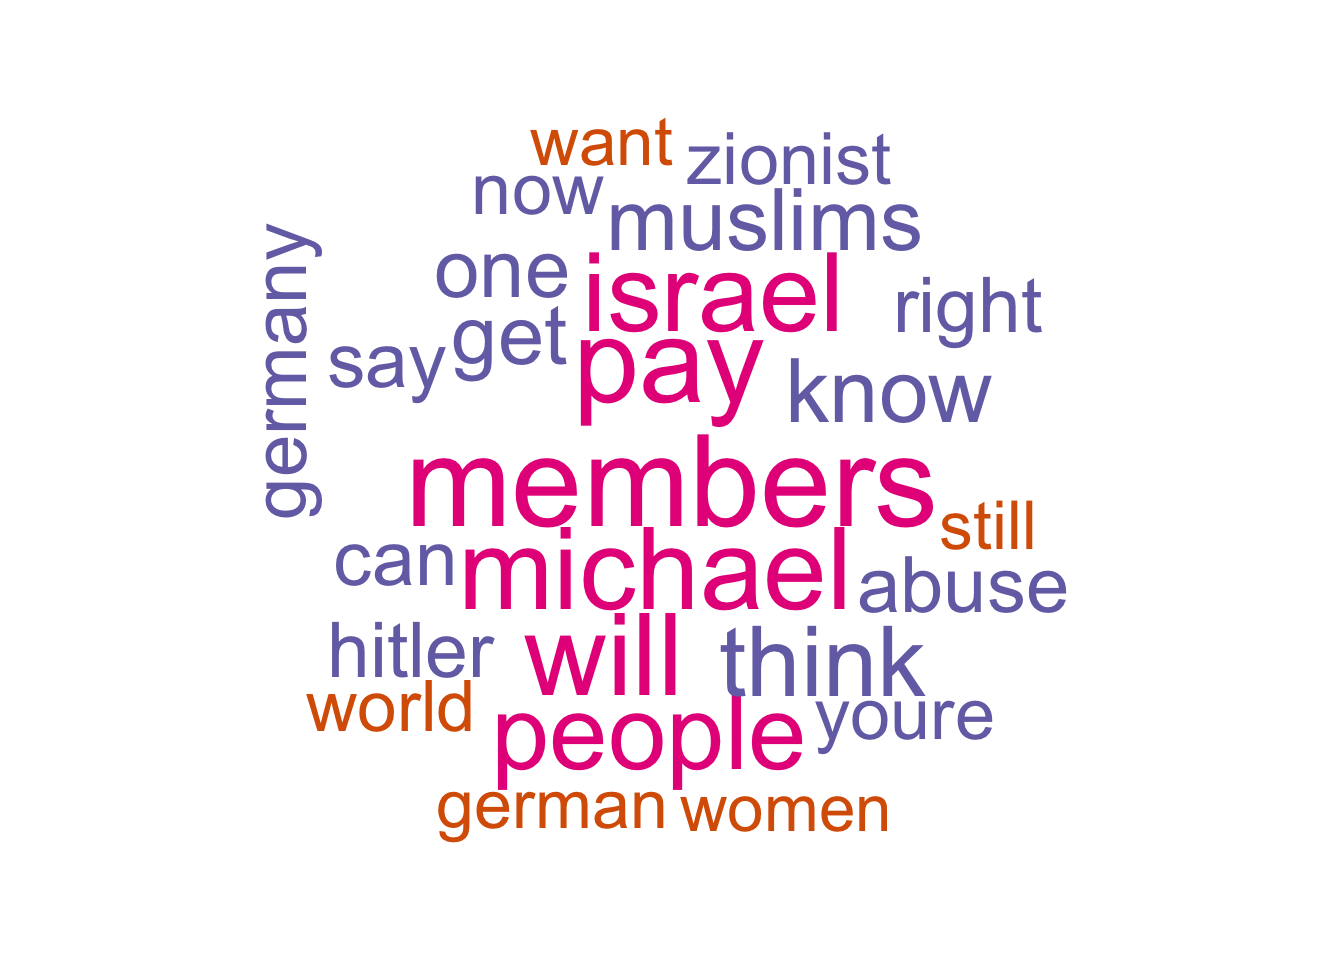 want
zionist
now
muslims
germany
one
israel
right
say
get
pay
know
members
still
can
michael
abuse
hitler
will
think
world
people
youre
german
women